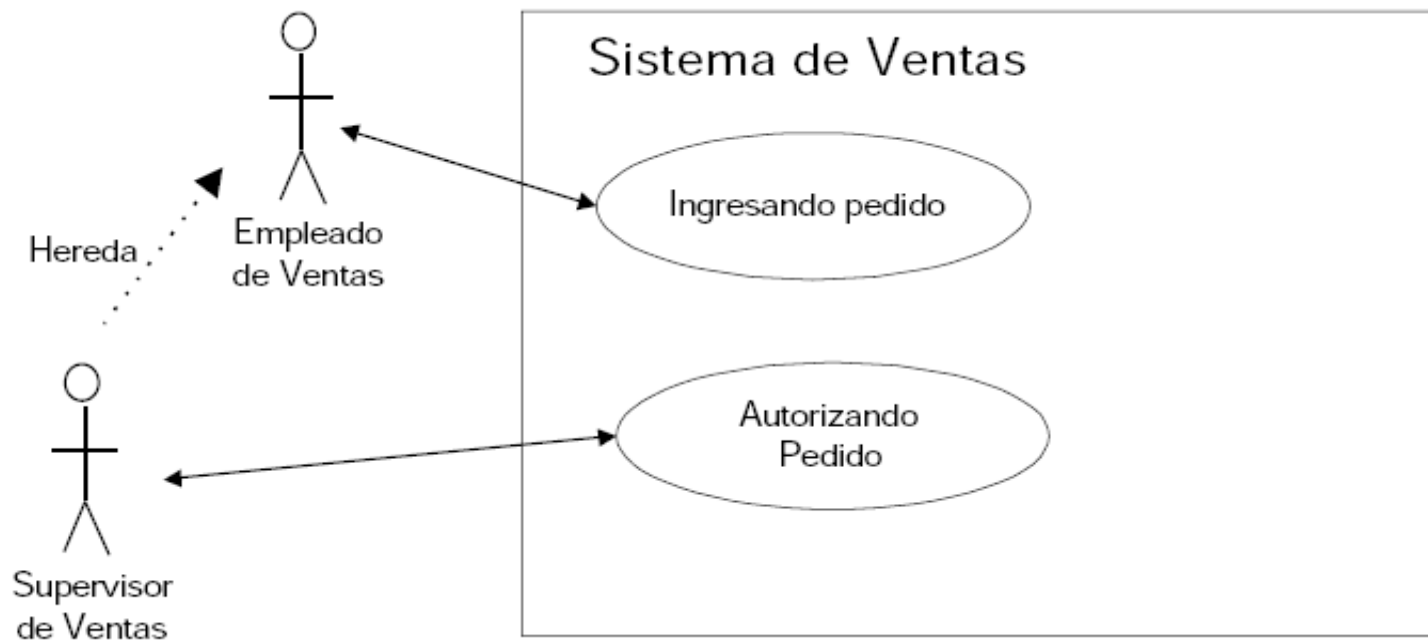 Sistema de Ventas
Ingresando pedido
Empleado
de Ventas
Hereda
Autorizando
Pedido
Supervisor
de Ventas